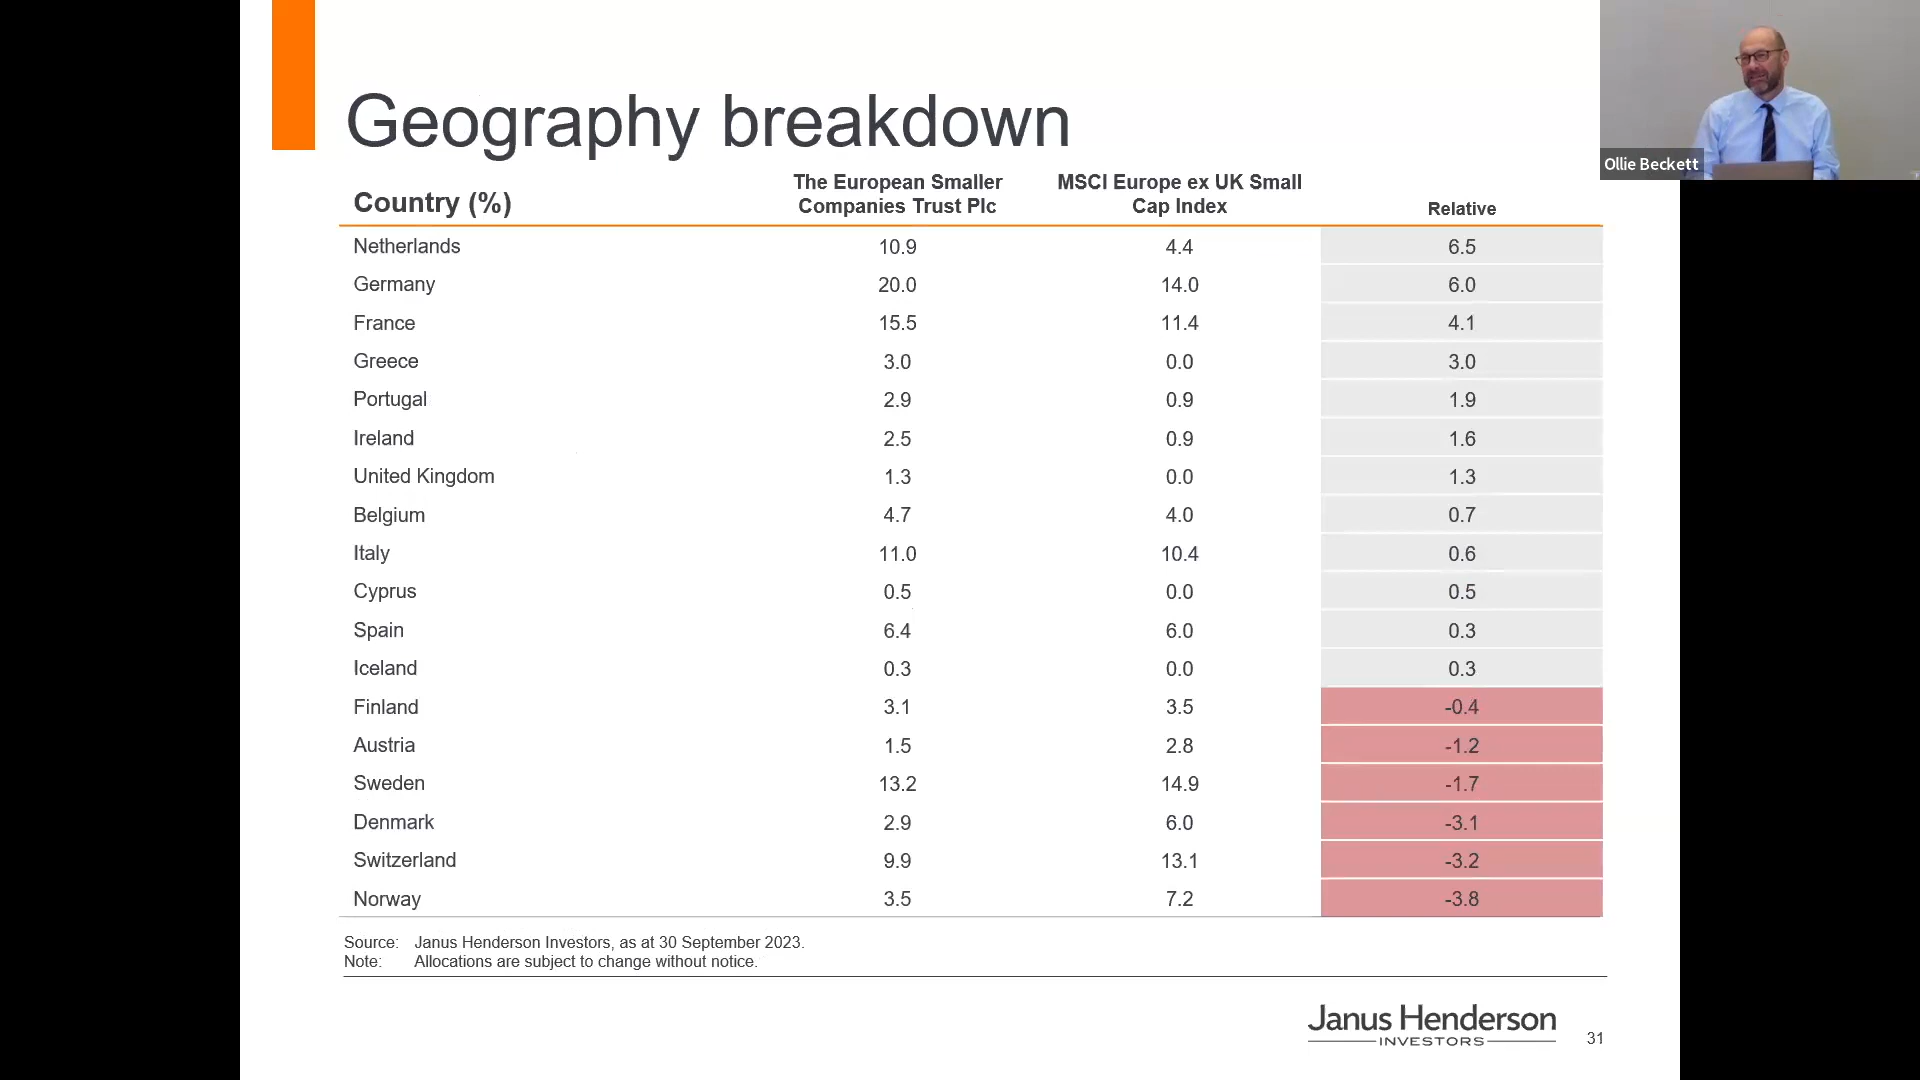 Geography breakdown
Country (%)
The European Smaller
Companies Trust Plc
MSCI Europe ex UK Small
Cap Index
Relative
Netherlands 10.9 4.4 6.5
Germany 20.0 14.0 6.0
France 15.5 11.4 4.1
Greece 3.0 0.0 3.0
Portugal 2.9 0.9 1.9
Ireland 2.5 0.9 1.6
United Kingdom 1.3 0.0 1.3
Belgium 4.7 4.0 0.7
Italy 11.0 10.4 0.6
Cyprus 0.5 0.0 0.5
Spain 6.4 6.0 0.3
Iceland 0.3 0.0 0.3
Finland 3.1 3.5 -0.4
Austria 1.5 2.8 -1.2
Sweden 13.2 14.9 -1.7
Denmark 2.9 6.0 -3.1
Switzerland 9.9 13.1 -3.2
Norway 3.5 7.2 -3.8
Source: Janus Henderson Investors, as at 30 September 2023.
Note: Allocations are subject to change without notice.
Janus Henderson
INVESTORS
31
Ollie Beckett